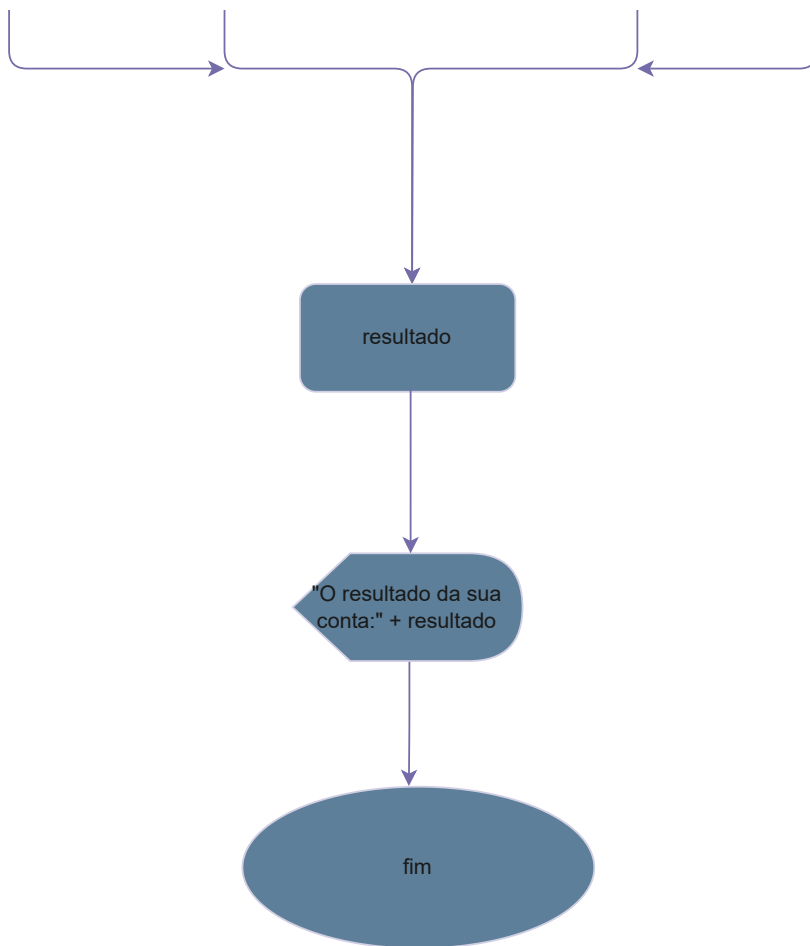 resultado
"O resultado da sua
conta:" + resultado
fim